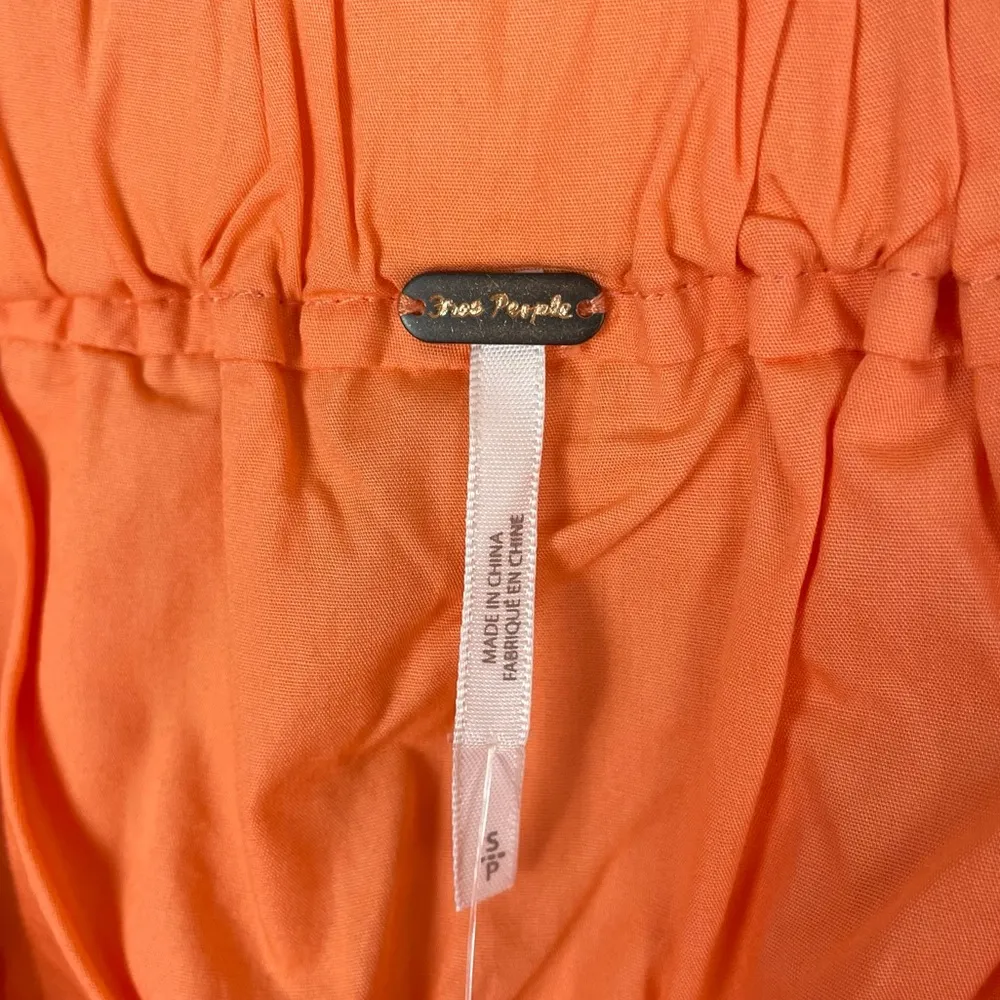 Free People
MADE IN CHINA
FABRIQUÉ EN CHINE
S:P